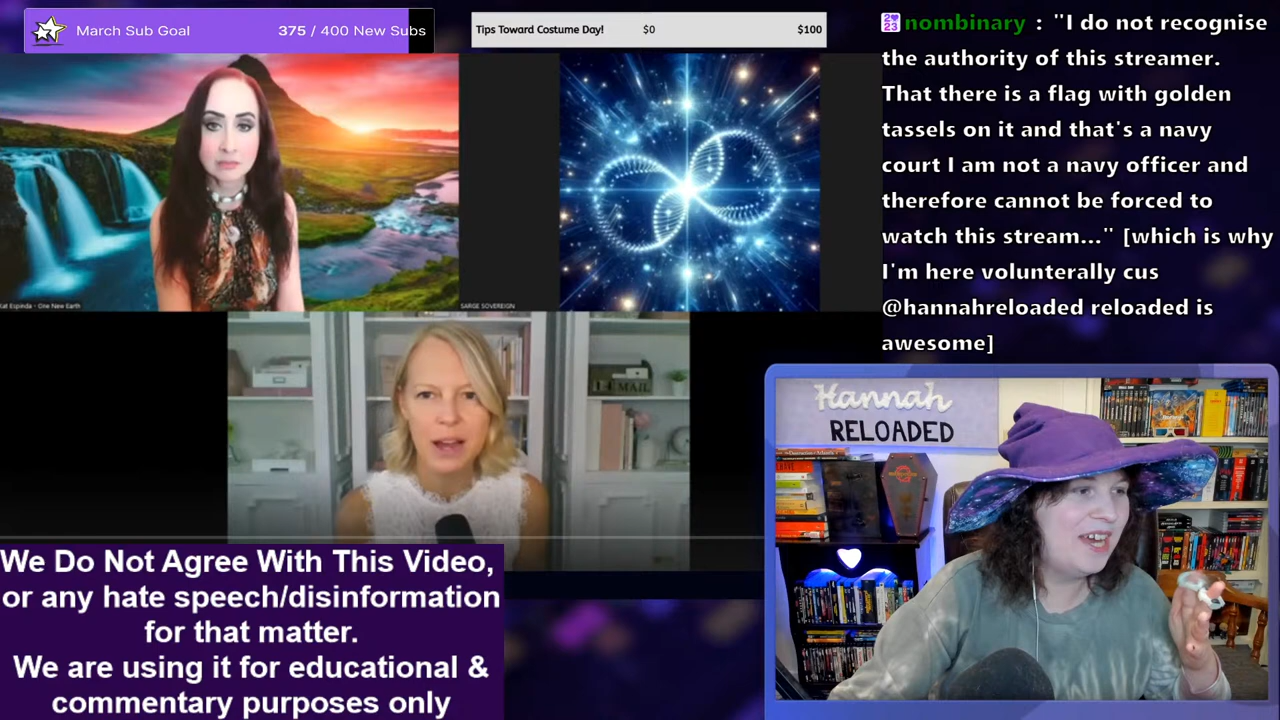 March Sub Goal 375 / 400 New Subs
Tips Toward Costume Day! $0 $100
nombinary : "I do not recognise
the authority of this streamer.
That there is a flag with golden
tassels on it and that's a navy
court I am not a navy officer and
therefore cannot be forced to
watch this stream..." [which is why
I'm here volunterally cus
@hannahreloaded reloaded is
awesome]
Kat Espinda - One New Earth
SARGE SOVEREIGN
MAIL
Hannah
RELOADED
We Do Not Agree With This Video,
or any hate speech/disinformation
for that matter.
We are using it for educational &
commentary purposes only